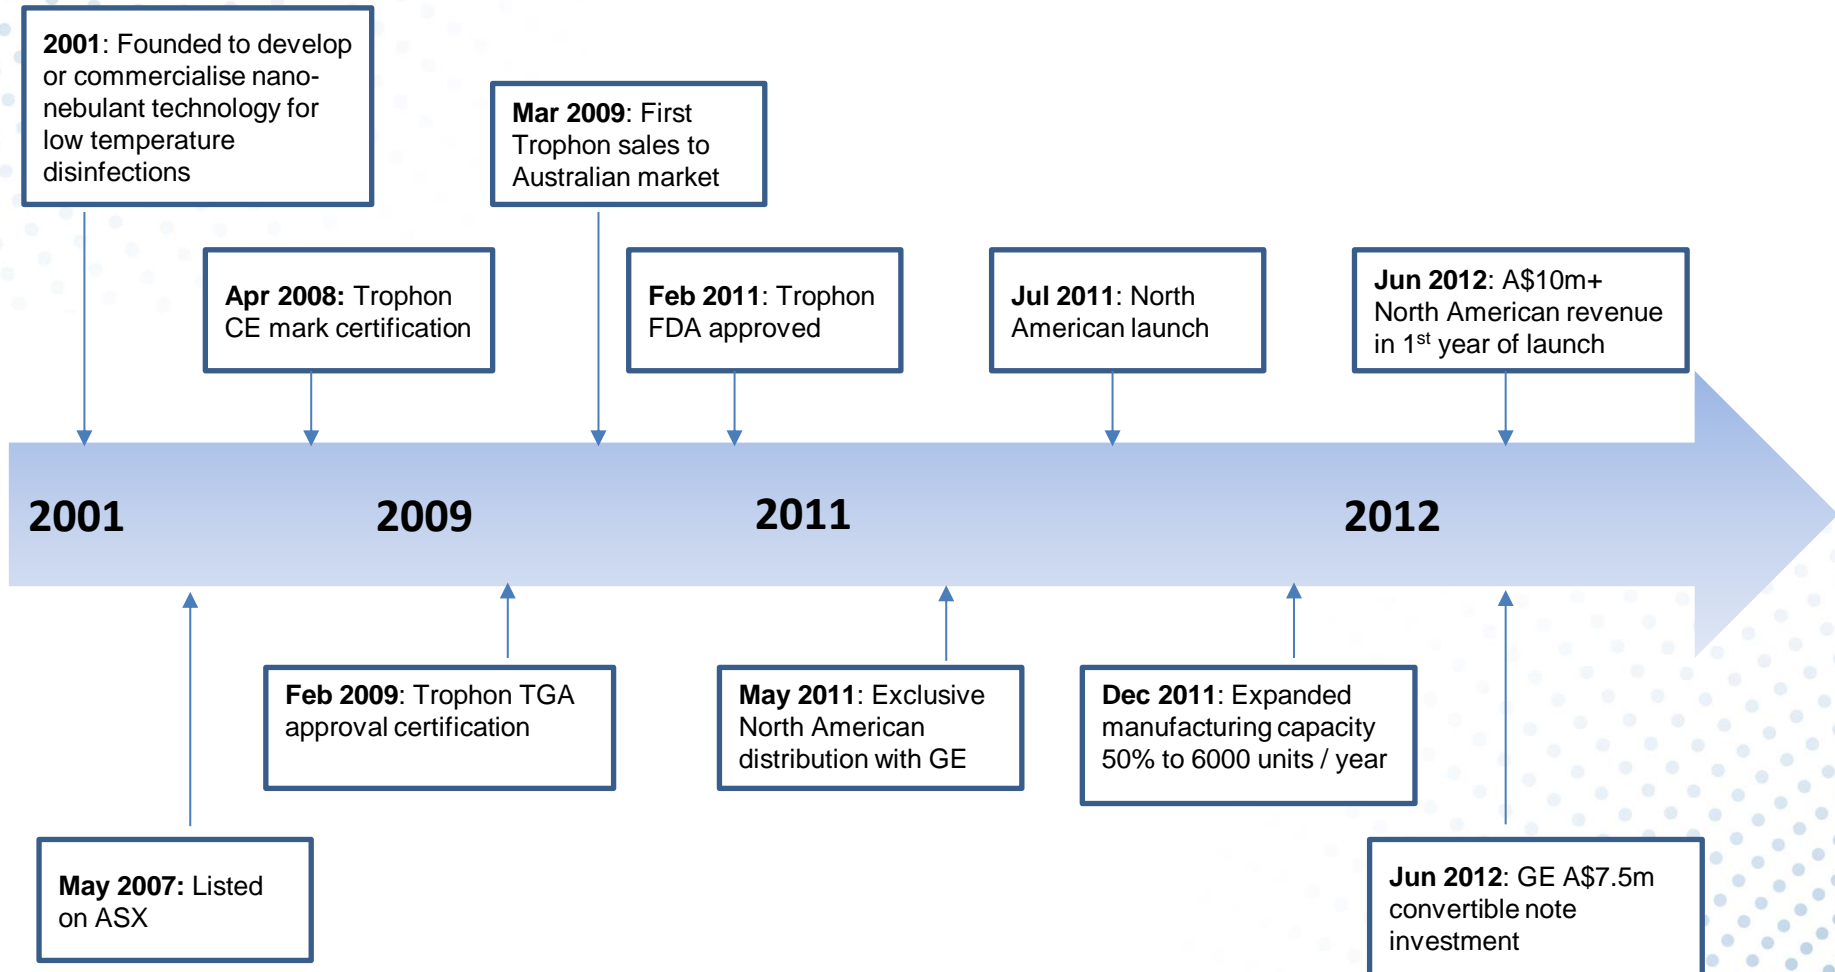 2001: Founded to develop
or commercialise nano-
nebulant technology for
low temperature
disinfections
Mar 2009: First
Trophon sales to
Australian market
Apr 2008: Trophon
CE mark certification
Feb 2011: Trophon
FDA approved
Jul 2011: North
American launch
Jun 2012: A$10m+
North American revenue
in 1st year of launch
2001
2009
2011
2012
Feb 2009: Trophon TGA
approval certification
May 2011: Exclusive
North American
distribution with GE
Dec 2011: Expanded
manufacturing capacity
50% to 6000 units / year
May 2007: Listed
on ASX
Jun 2012: GE A$7.5m
convertible note
investment